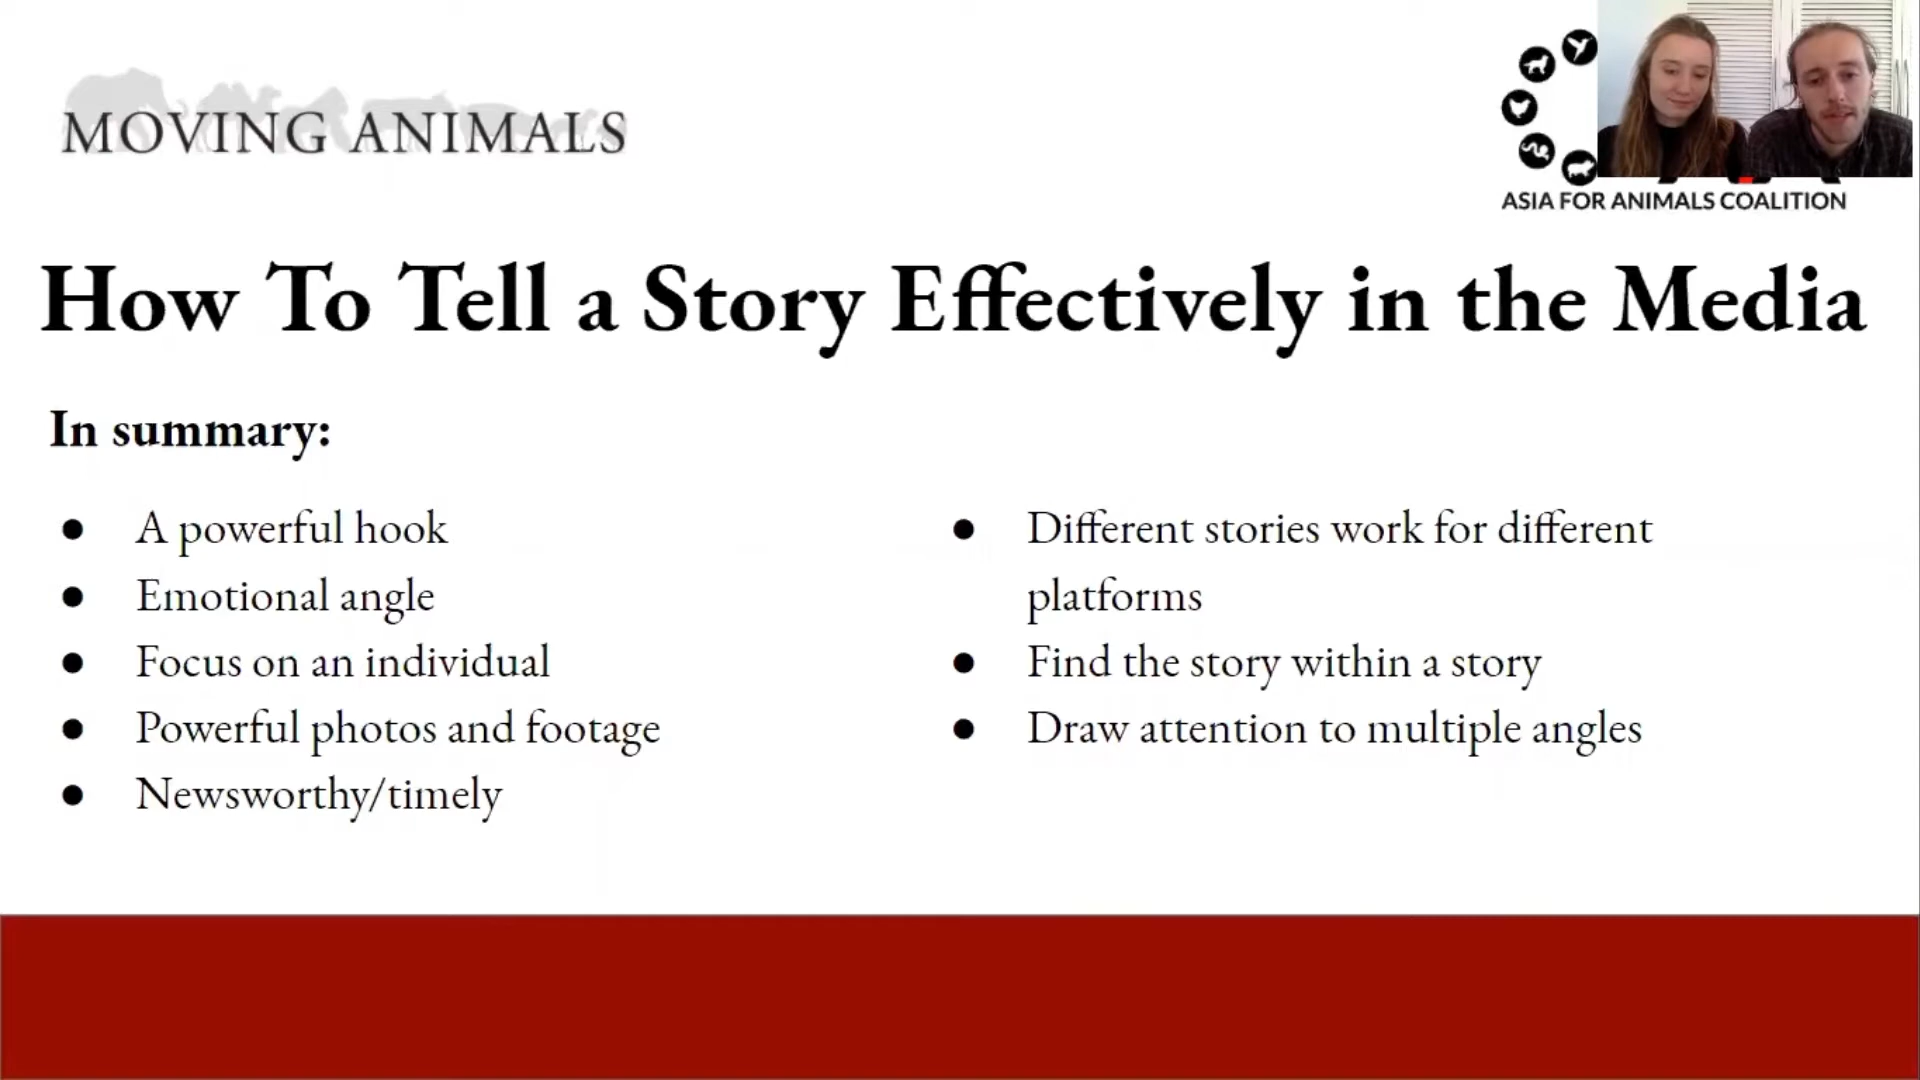 MOVING ANIMALS
ASIA FOR ANIMALS COALITION
How To Tell a Story Effectively in the Media
In summary:
● A powerful hook
● Emotional angle
● Focus on an individual
● Powerful photos and footage
● Newsworthy/timely
● Different stories work for different
platforms
● Find the story within a story
● Draw attention to multiple angles